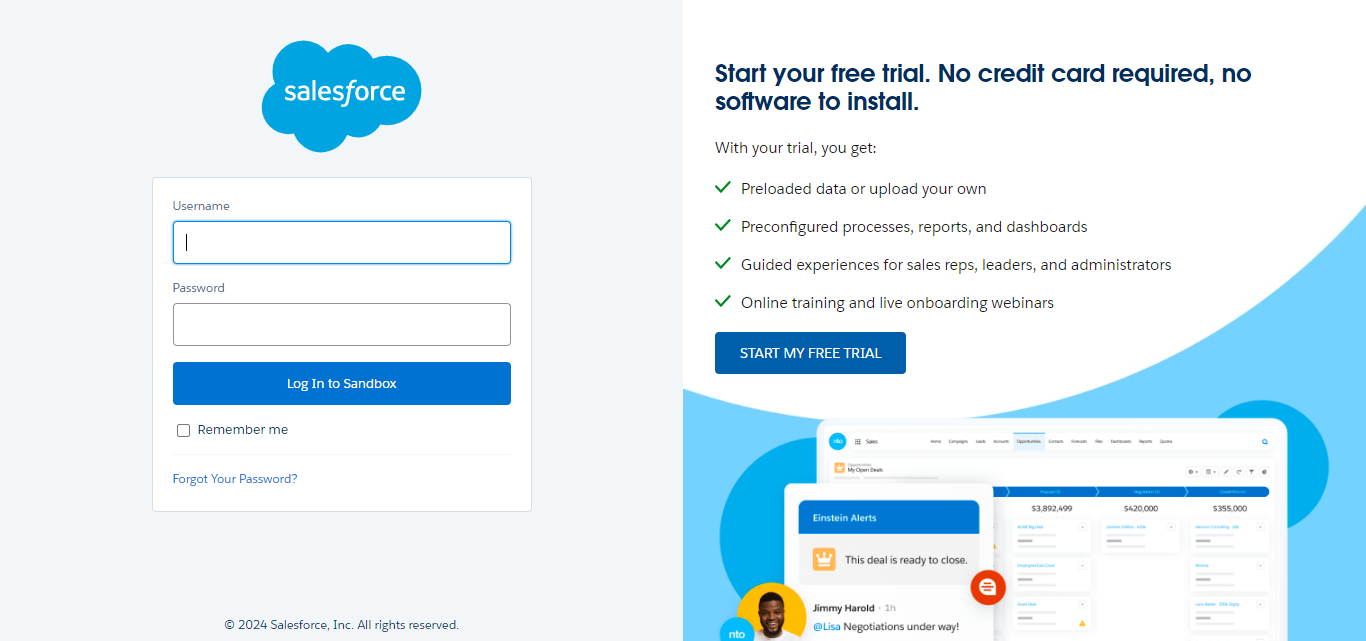 salesforce
Username
Password
Log In to Sandbox
Remember me
Forgot Your Password?
© 2024 Salesforce, Inc. All rights reserved.
Start your free trial. No credit card required, no
software to install.
With your trial, you get:
Preloaded data or upload your own
Preconfigured processes, reports, and dashboards
Guided experiences for sales reps, leaders, and administrators
Online training and live onboarding webinars
START MY FREE TRIAL
nto Sales Home Campaigns Leads Accounts Opportunities Contacts Forecasts Files Dashboards Reports Quotes
Opportunities
My Open Deals
$3,892,499 $420,000 $355,000
Einstein Alerts
This deal is ready to close.
Jimmy Harold · 1h
@Lisa Negotiations under way!
nto